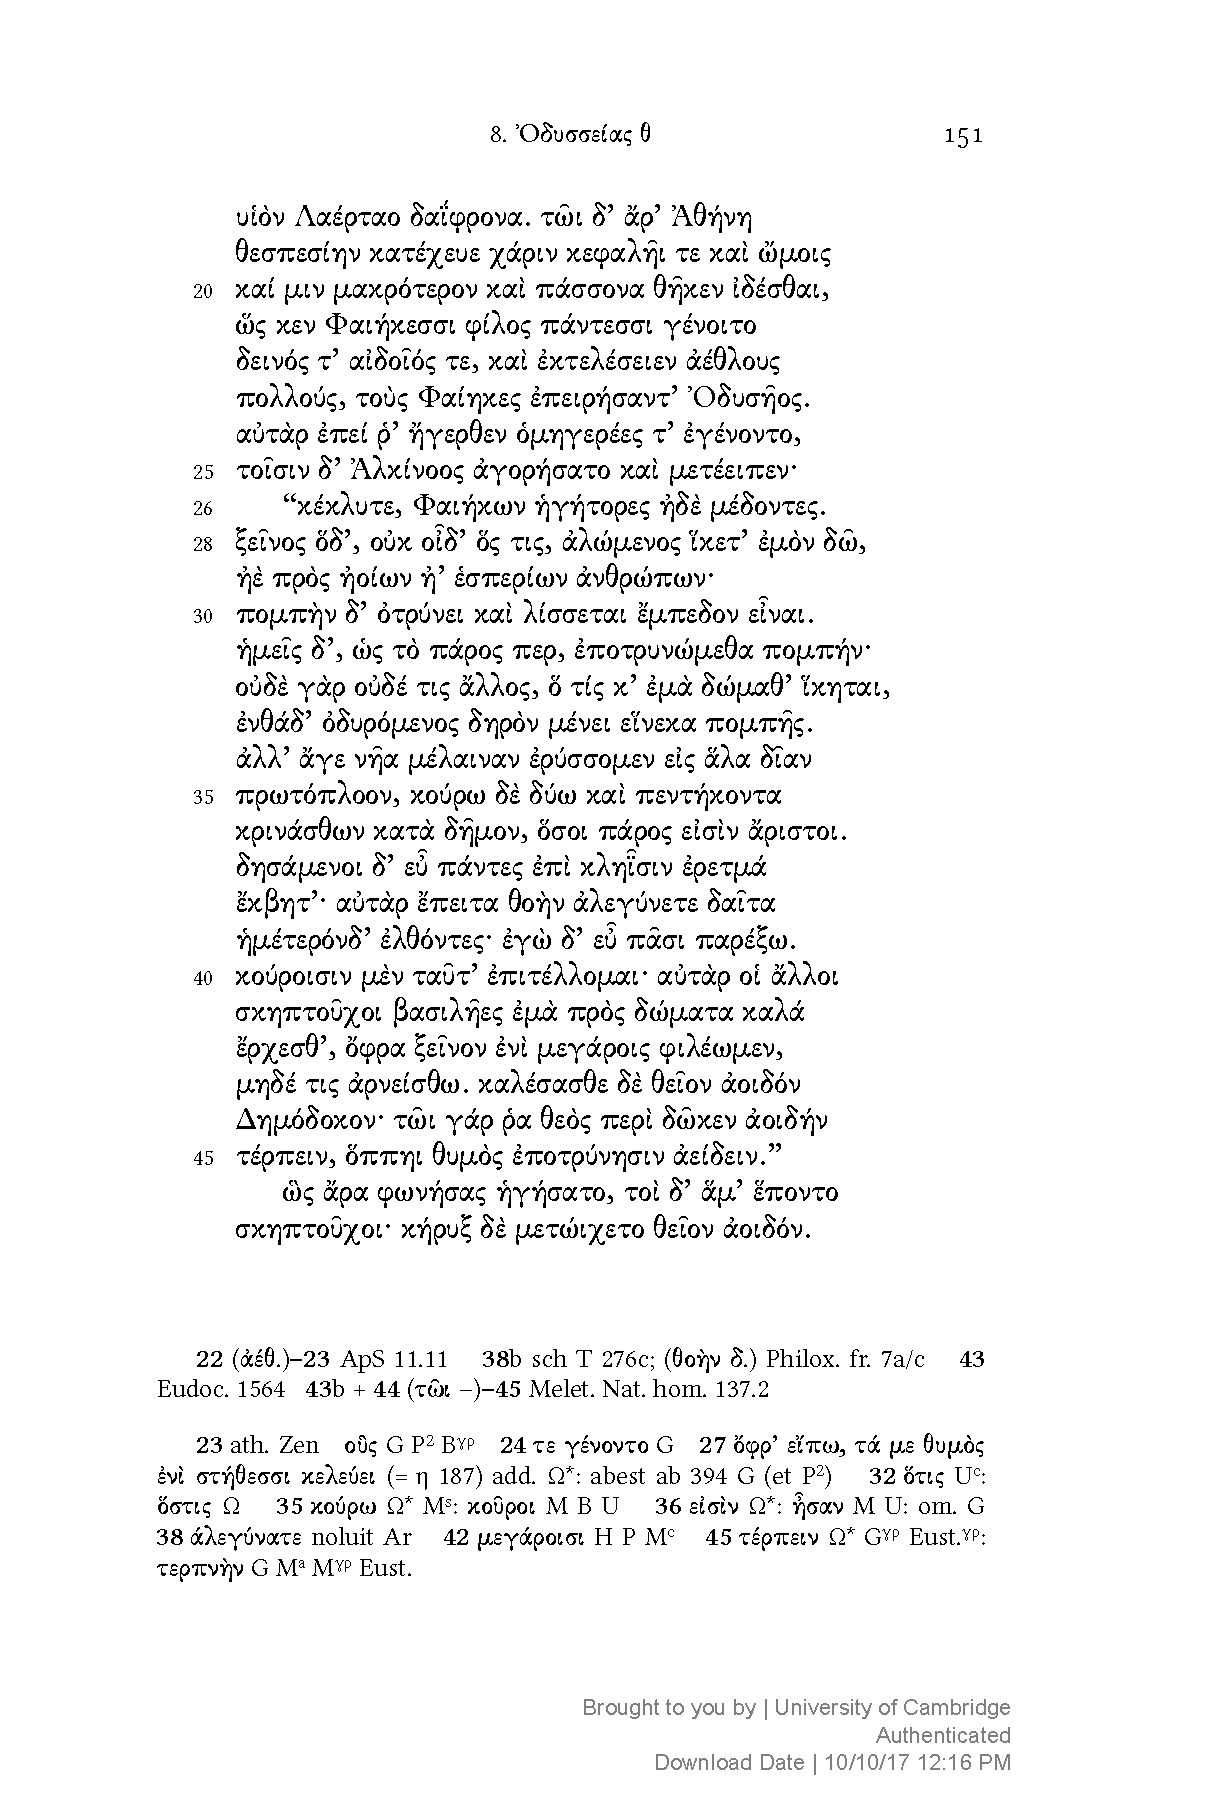 8. Ὀδυσσείας θ 151
υἱὸν Λαέρταο δαΐφρονα. τῶι δ’ ἄρ’ Ἀθήνη
θεσπεσίην κατέχευε χάριν κεφαλῆι τε καὶ ὤμοις
20 καί μιν μακρότερον καὶ πάσσονα θῆκεν ἰδέσθαι,
ὥς κεν Φαιήκεσσι φίλος πάντεσσι γένοιτο
δεινός τ’ αἰδοῖός τε, καὶ ἐκτελέσειεν ἀέθλους
πολλούς, τοὺς Φαίηκες ἐπειρήσαντ’ Ὀδυσῆος.
αὐτὰρ ἐπεί ῥ’ ἤγερθεν ὁμηγερέες τ’ ἐγένοντο,
25 τοῖσιν δ’ Ἀλκίνοος ἀγορήσατο καὶ μετέειπεν·
26 “κέκλυτε, Φαιήκων ἡγήτορες ἠδὲ μέδοντες.
28 ξεῖνος ὅδ’, οὐκ οἶδ’ ὅς τις, ἀλώμενος ἵκετ’ ἐμὸν δῶ,
ἠὲ πρὸς ἠοίων ἠ’ ἑσπερίων ἀνθρώπων·
30 πομπὴν δ’ ὀτρύνει καὶ λίσσεται ἔμπεδον εἶναι.
ἡμεῖς δ’, ὡς τὸ πάρος περ, ἐποτρυνώμεθα πομπήν·
οὐδὲ γὰρ οὐδέ τις ἄλλος, ὅ τίς κ’ ἐμὰ δώμαθ’ ἵκηται,
ἐνθάδ’ ὀδυρόμενος δηρὸν μένει εἵνεκα πομπῆς.
ἀλλ’ ἄγε νῆα μέλαιναν ἐρύσσομεν εἰς ἅλα δῖαν
35 πρωτόπλοον, κούρω δὲ δύω καὶ πεντήκοντα
κρινάσθων κατὰ δῆμον, ὅσοι πάρος εἰσὶν ἄριστοι.
δησάμενοι δ’ εὖ πάντες ἐπὶ κληῗσιν ἐρετμά
ἔκβητ’· αὐτὰρ ἔπειτα θοὴν ἀλεγύνετε δαῖτα
ἡμέτερόνδ’ ἐλθόντες· ἐγὼ δ’ εὖ πᾶσι παρέξω.
40 κούροισιν μὲν ταῦτ’ ἐπιτέλλομαι· αὐτὰρ οἱ ἄλλοι
σκηπτοῦχοι βασιλῆες ἐμὰ πρὸς δώματα καλά
ἔρχεσθ’, ὄφρα ξεῖνον ἐνὶ μεγάροις φιλέωμεν,
μηδέ τις ἀρνείσθω. καλέσασθε δὲ θεῖον ἀοιδόν
Δημόδοκον· τῶι γάρ ῥα θεὸς περὶ δῶκεν ἀοιδήν
45 τέρπειν, ὅππηι θυμὸς ἐποτρύνησιν ἀείδειν.”
ὣς ἄρα φωνήσας ἡγήσατο, τοὶ δ’ ἅμ’ ἕποντο
σκηπτοῦχοι· κήρυξ δὲ μετώιχετο θεῖον ἀοιδόν.
22 (ἀέθ.)–23 ApS 11.11 38b sch T 276c; (θοὴν δ.) Philox. fr. 7a/c 43
Eudoc. 1564 43b + 44 (τῶι –)–45 Melet. Nat. hom. 137.2
23 ath. Zen οὓς G P² Bᵞᵖ 24 τε γένοντο G 27 ὄφρ’ εἴπω, τά με θυμὸς
ἐνὶ στήθεσσι κελεύει (= η 187) add. Ω*: abest ab 394 G (et P²) 32 ὅτις Uᶜ:
ὅστις Ω 35 κούρω Ω* Mˢ: κοῦροι M B U 36 εἰσὶν Ω*: ἦσαν M U: om. G
38 ἀλεγύνατε noluit Ar 42 μεγάροισι H P Mᶜ 45 τέρπειν Ω* Gᵞᵖ Eust.ᵞᵖ:
τερπνὴν G Mᵃ Mᵞᵖ Eust.
Brought to you by | University of Cambridge
Authenticated
Download Date | 10/10/17 12:16 PM